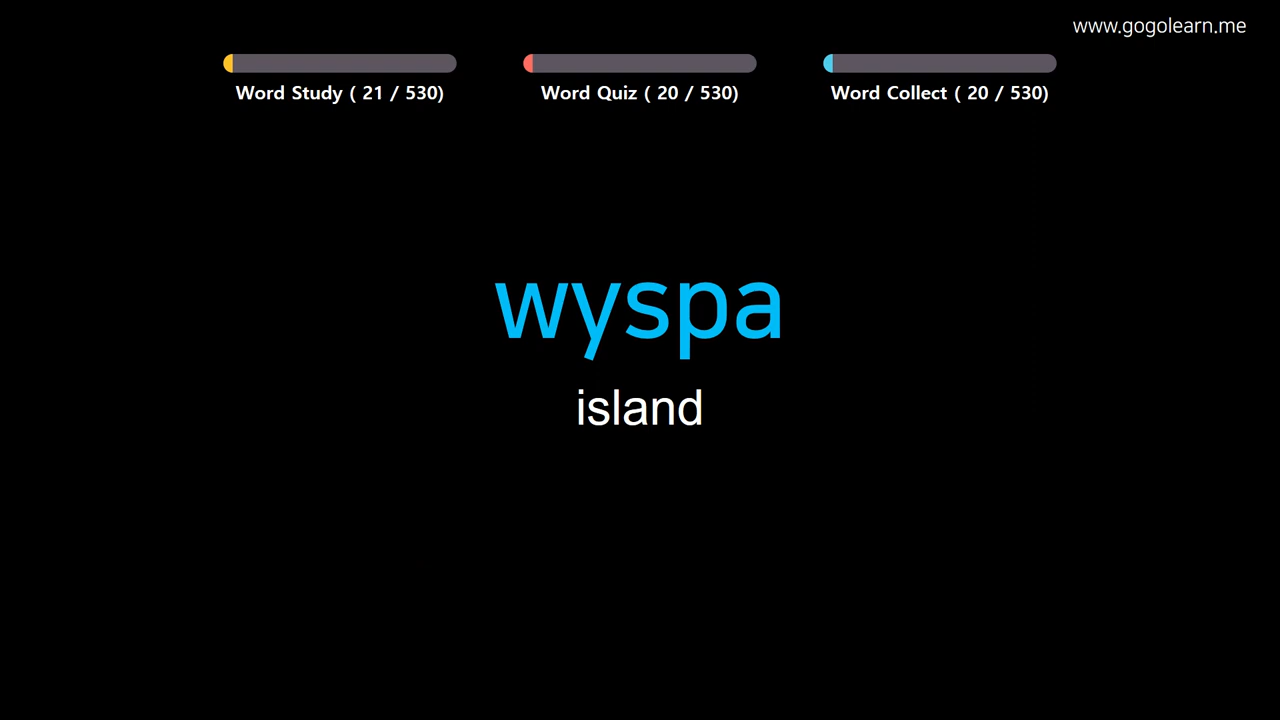 www.gogolearn.me
Word Study ( 21 / 530)
Word Quiz ( 20 / 530)
Word Collect ( 20 / 530)
wyspa
island